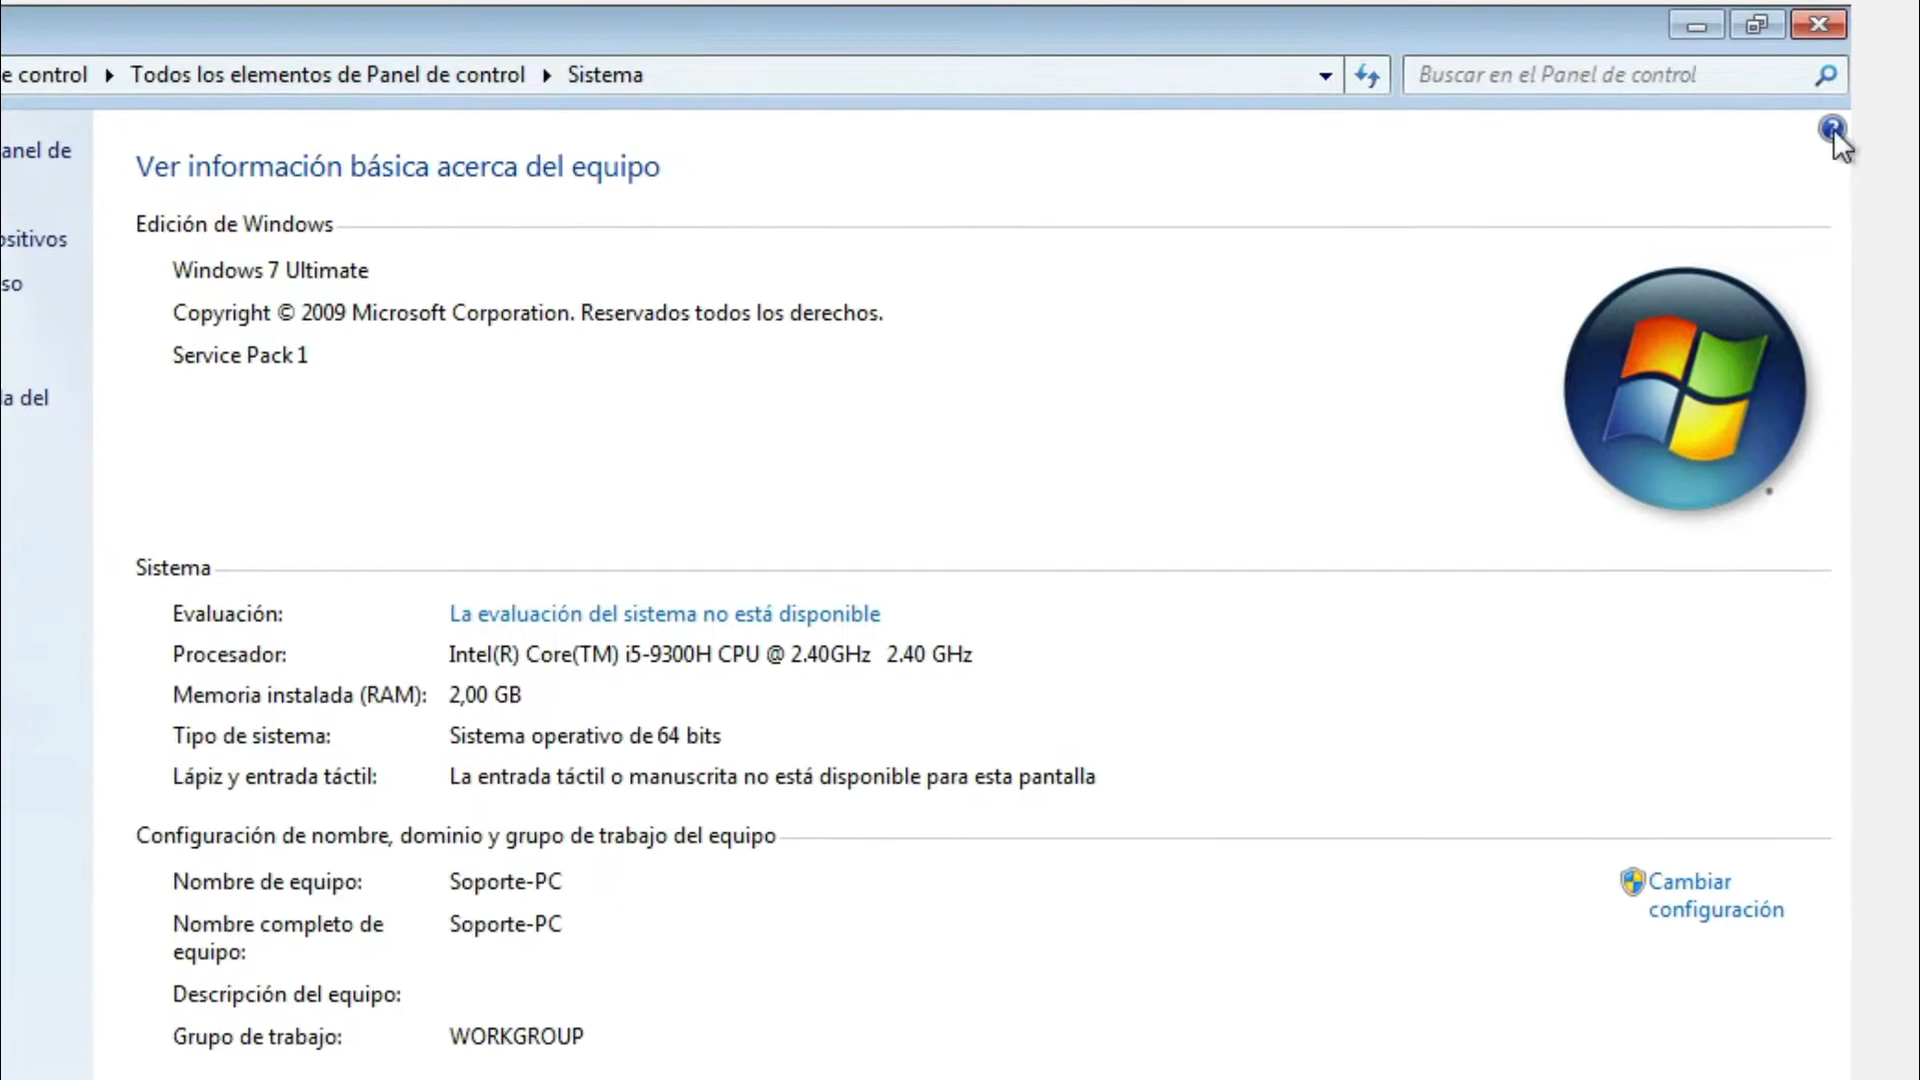 e control ▸ Todos los elementos de Panel de control ▸ Sistema
Buscar en el Panel de control
anel de
Ver información básica acerca del equipo
Edición de Windows
ositivos
Windows 7 Ultimate
so
Copyright © 2009 Microsoft Corporation. Reservados todos los derechos.
Service Pack 1
la del
Sistema
Evaluación: La evaluación del sistema no está disponible
Procesador: Intel(R) Core(TM) i5-9300H CPU @ 2.40GHz 2.40 GHz
Memoria instalada (RAM): 2,00 GB
Tipo de sistema: Sistema operativo de 64 bits
Lápiz y entrada táctil: La entrada táctil o manuscrita no está disponible para esta pantalla
Configuración de nombre, dominio y grupo de trabajo del equipo
Nombre de equipo: Soporte-PC
Cambiar
configuración
Nombre completo de
equipo: Soporte-PC
Descripción del equipo:
Grupo de trabajo: WORKGROUP